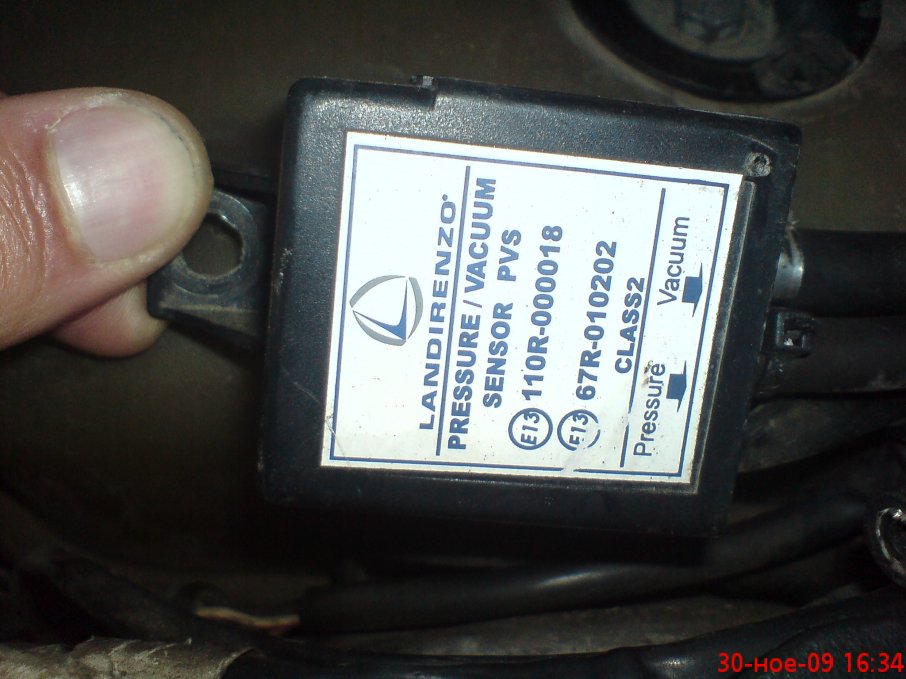 LANDIRENZO®
PRESSURE / VACUUM
SENSOR PVS
E13 110R-000018
E13 67R-010202
CLASS2
Pressure Vacuum
30-ное-09 16:34